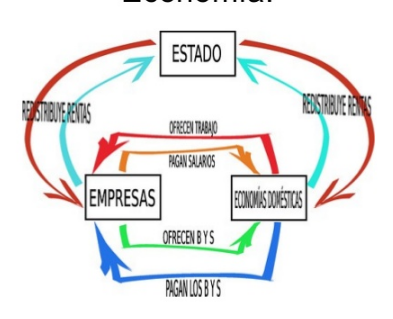 Economía.
ESTADO
REDISTRIBUYE RENTAS
REDISTRIBUYE RENTAS
OFRECEN TRABAJO
PAGAN SALARIOS
EMPRESAS
ECONOMÍAS DOMÉSTICAS
OFRECEN B Y S
PAGAN LOS B Y S